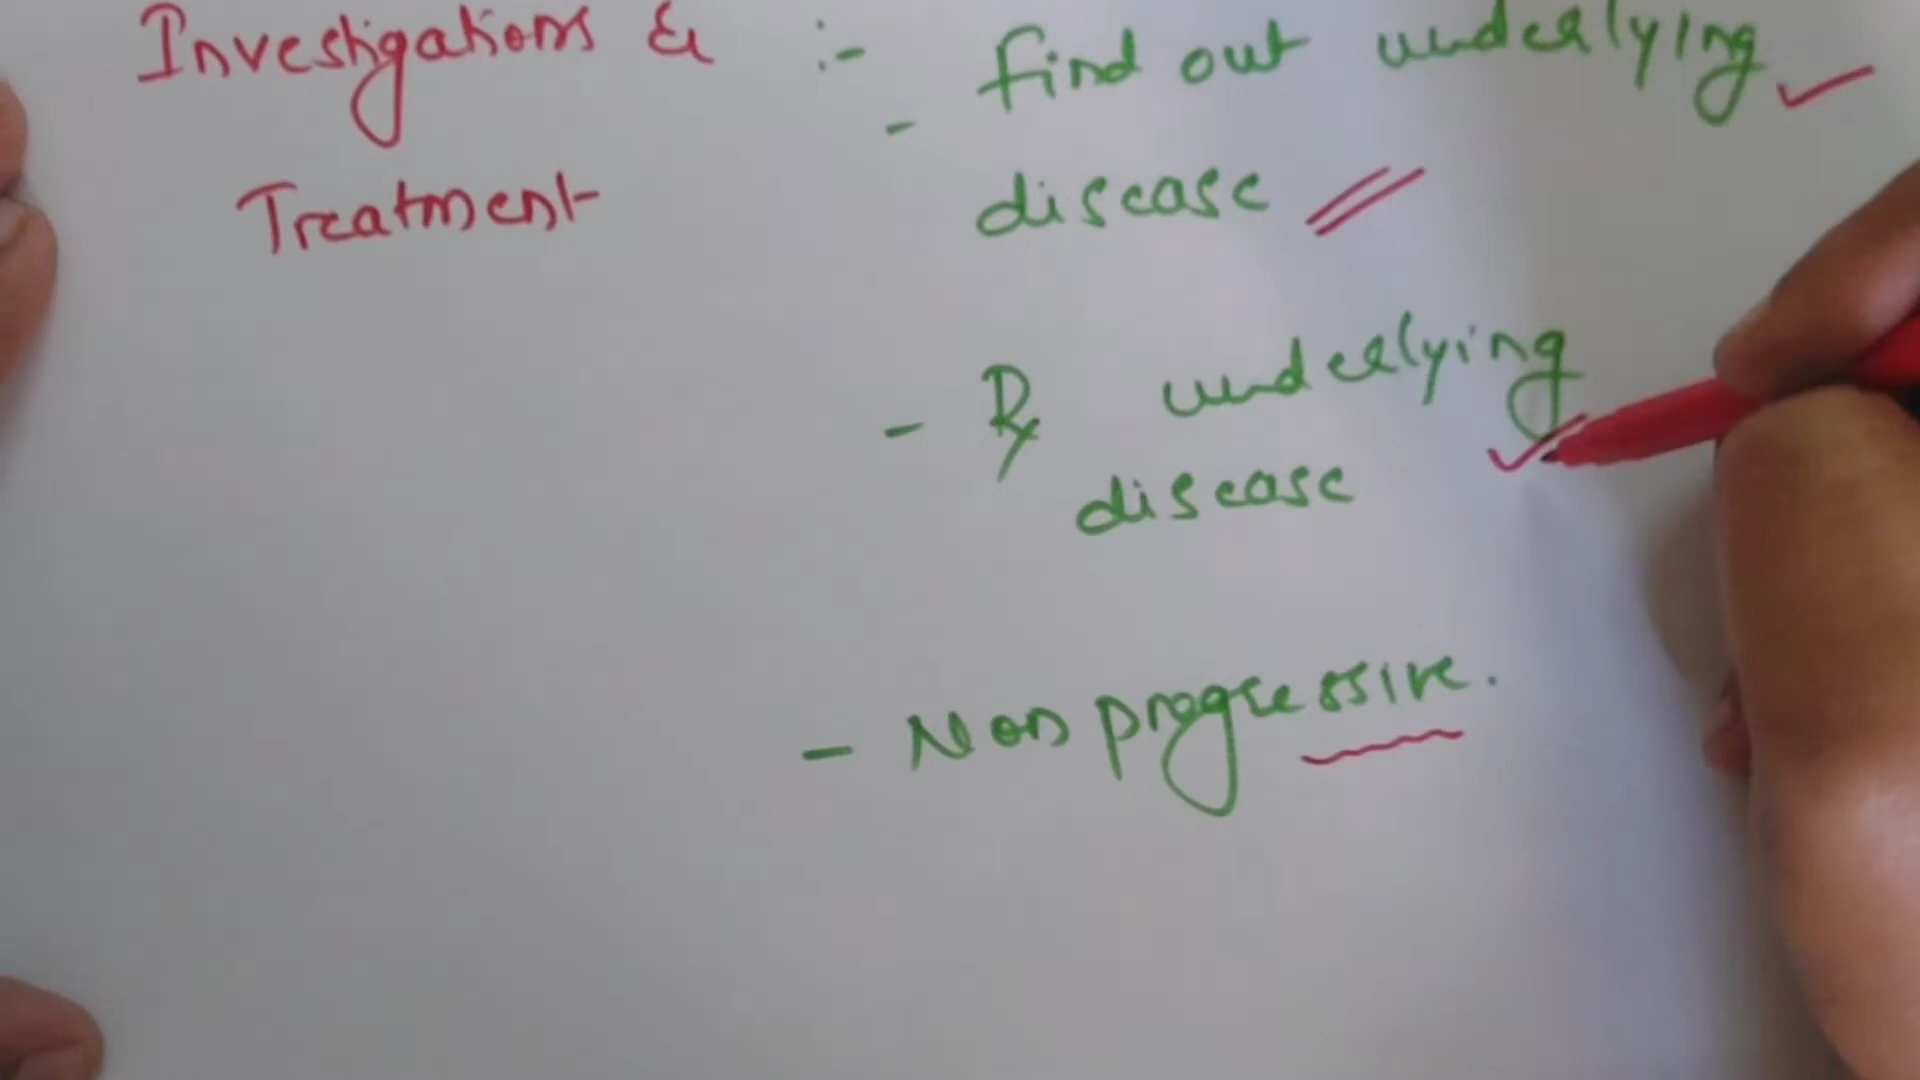 Investigations & :- find out underlying
Treatment - disease
- Rx underlying
disease
- Non progressive.